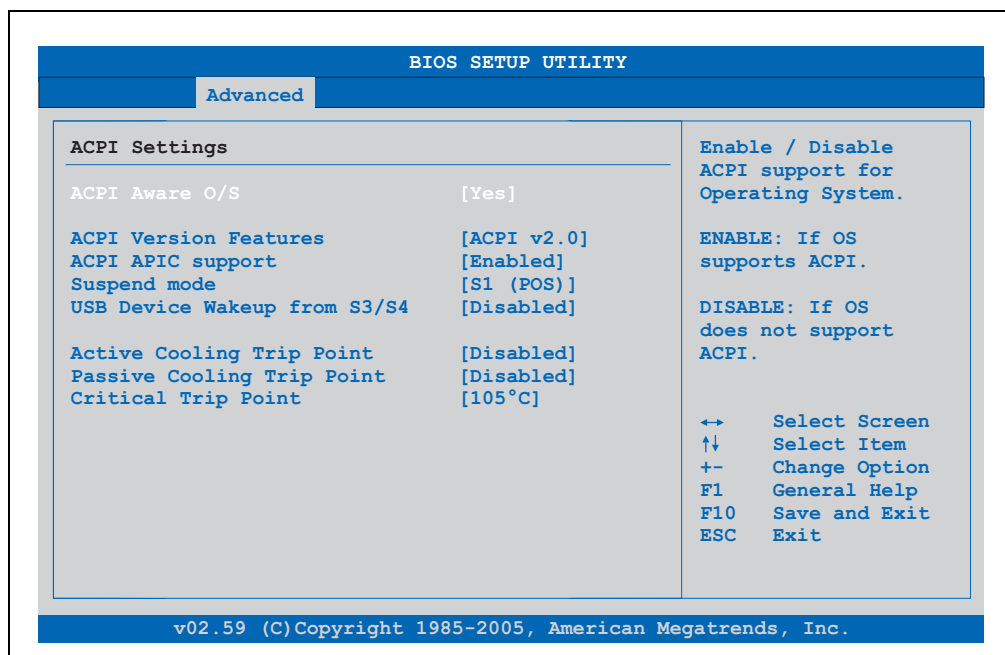 BIOS SETUP UTILITY
Advanced
ACPI Settings
ACPI Aware O/S [Yes]
ACPI Version Features [ACPI v2.0]
ACPI APIC support [Enabled]
Suspend mode [S1 (POS)]
USB Device Wakeup from S3/S4 [Disabled]
Active Cooling Trip Point [Disabled]
Passive Cooling Trip Point [Disabled]
Critical Trip Point [105°C]
Enable / Disable
ACPI support for
Operating System.
ENABLE: If OS
supports ACPI.
DISABLE: If OS
does not support
ACPI.
↔ Select Screen
↑↓ Select Item
+- Change Option
F1 General Help
F10 Save and Exit
ESC Exit
v02.59 (C)Copyright 1985-2005, American Megatrends, Inc.